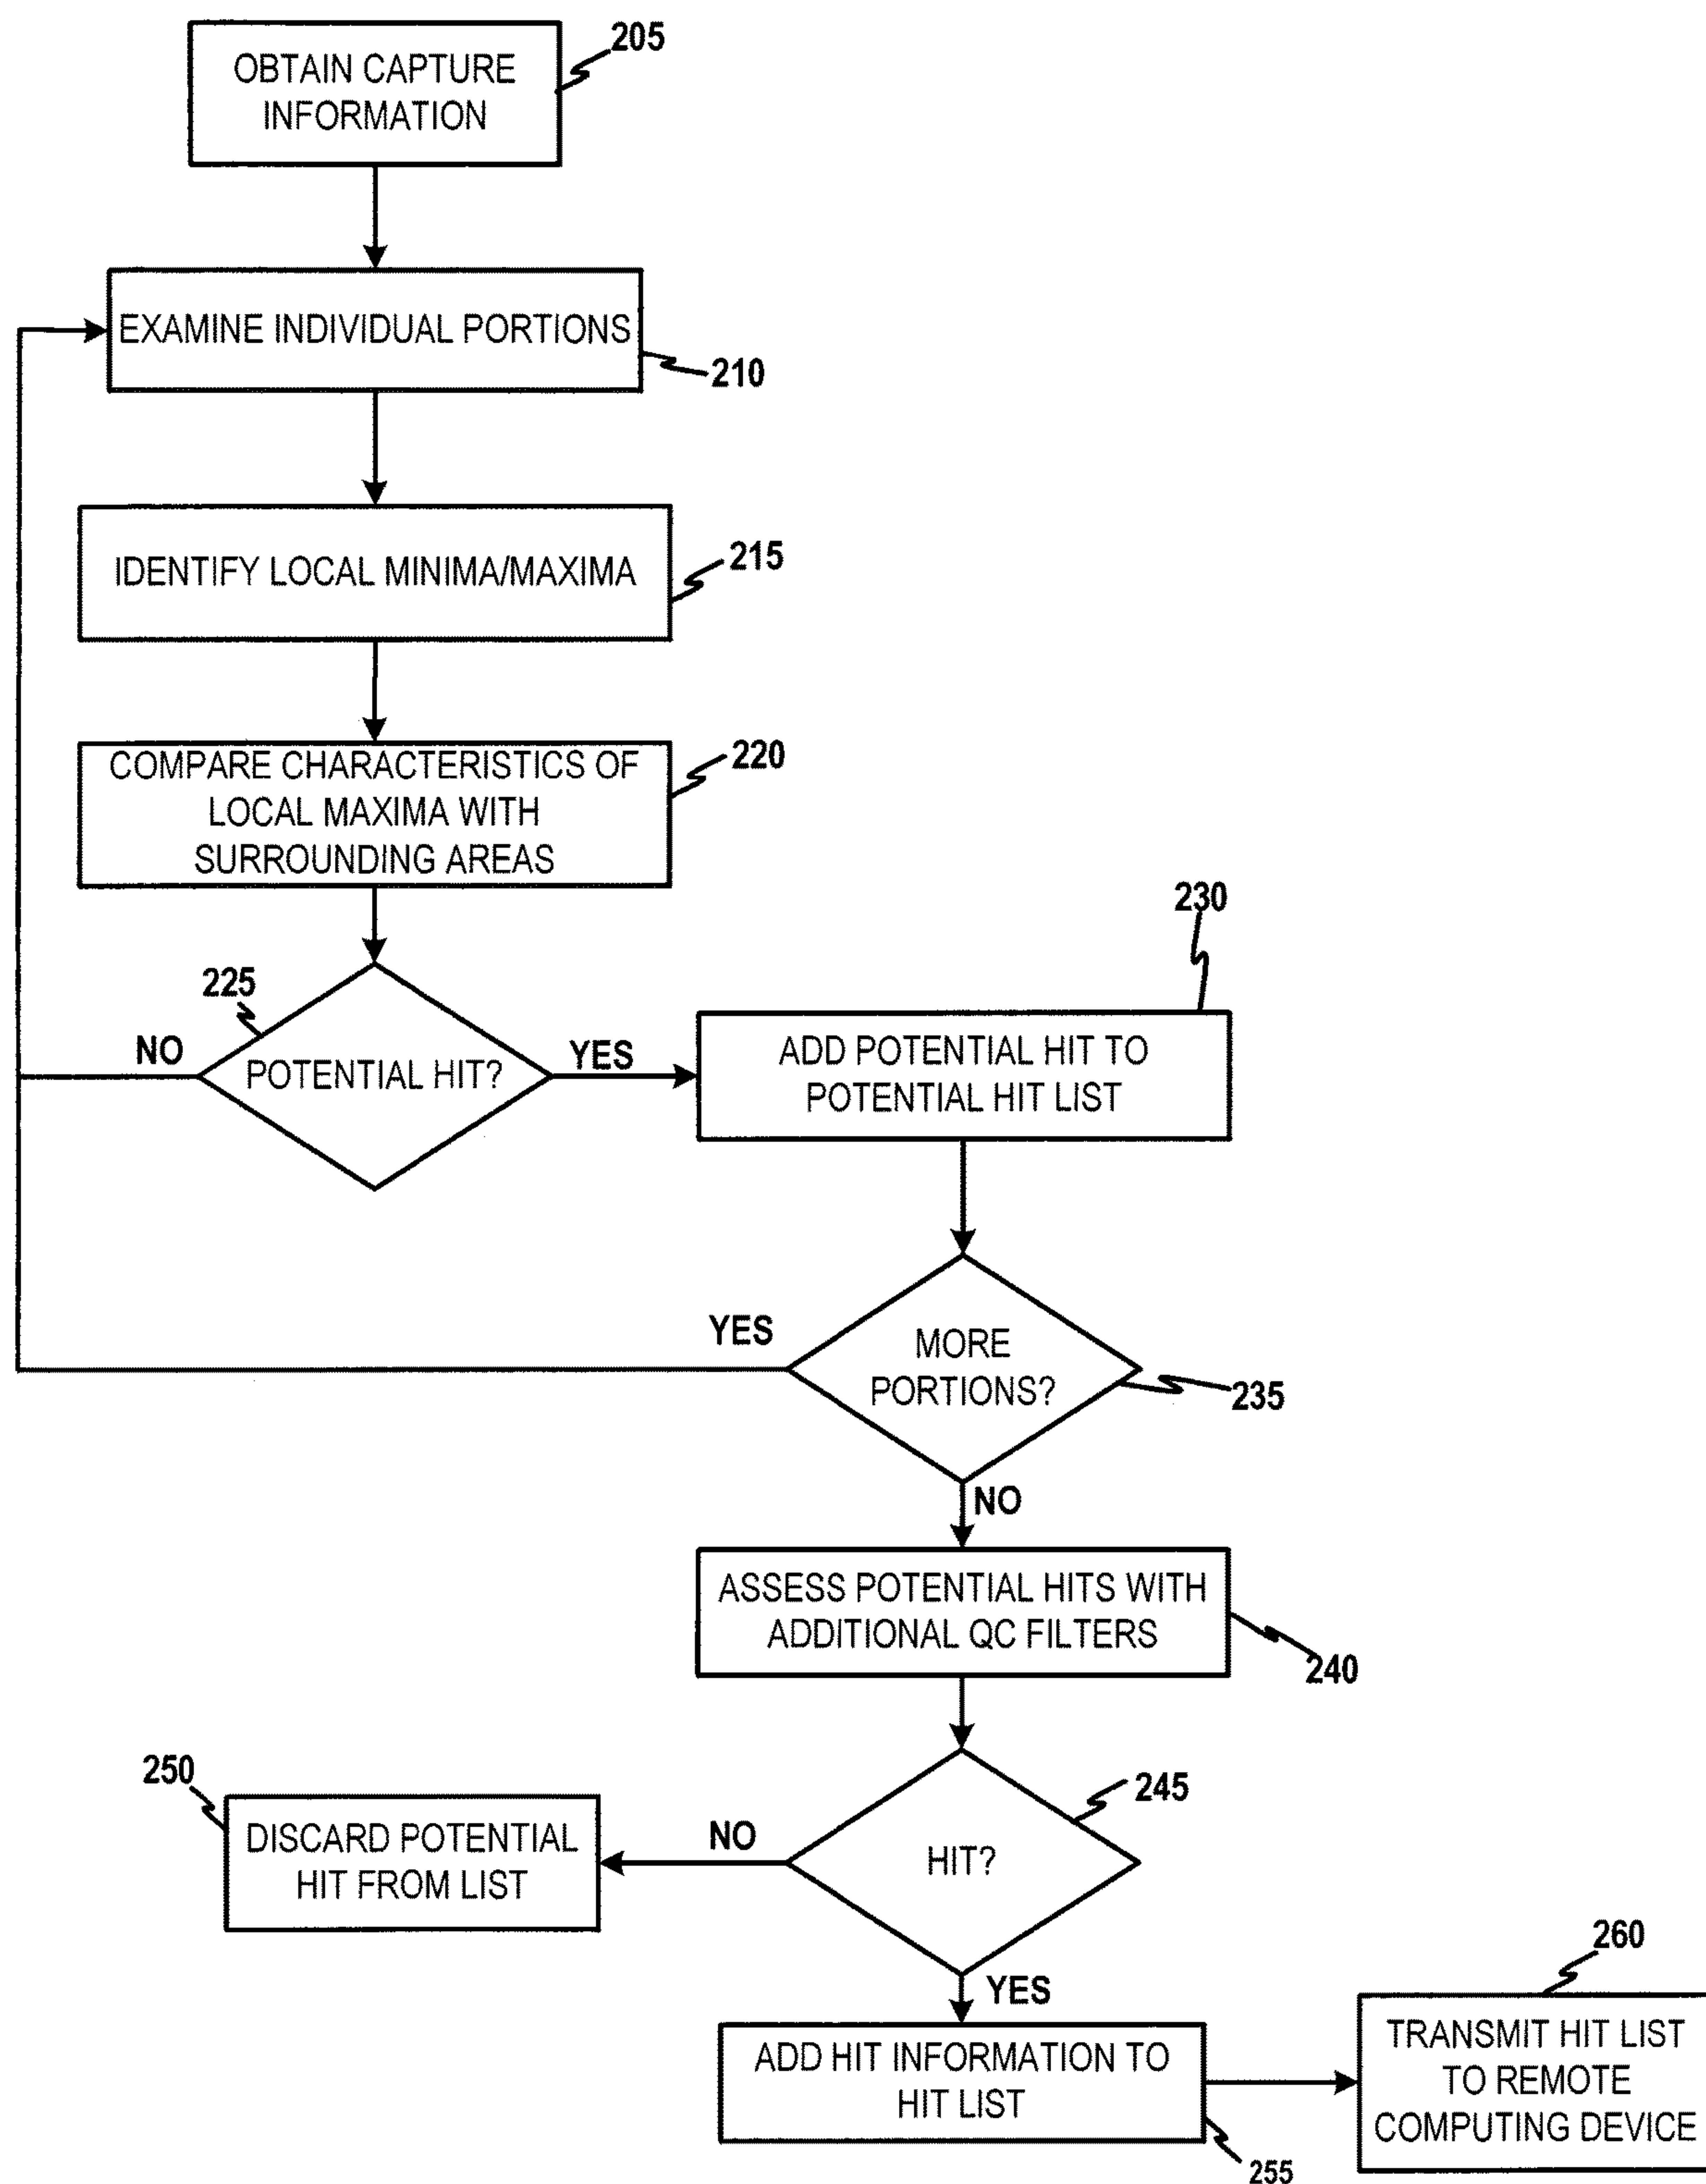 205
OBTAIN CAPTURE
INFORMATION
EXAMINE INDIVIDUAL PORTIONS
210
IDENTIFY LOCAL MINIMA/MAXIMA
215
COMPARE CHARACTERISTICS OF
LOCAL MAXIMA WITH
SURROUNDING AREAS
220
225
NO
POTENTIAL HIT?
YES
230
ADD POTENTIAL HIT TO
POTENTIAL HIT LIST
YES
MORE
PORTIONS?
235
NO
ASSESS POTENTIAL HITS WITH
ADDITIONAL QC FILTERS
240
250
DISCARD POTENTIAL
HIT FROM LIST
NO
HIT?
245
YES
ADD HIT INFORMATION TO
HIT LIST
255
260
TRANSMIT HIT LIST
TO REMOTE
COMPUTING DEVICE